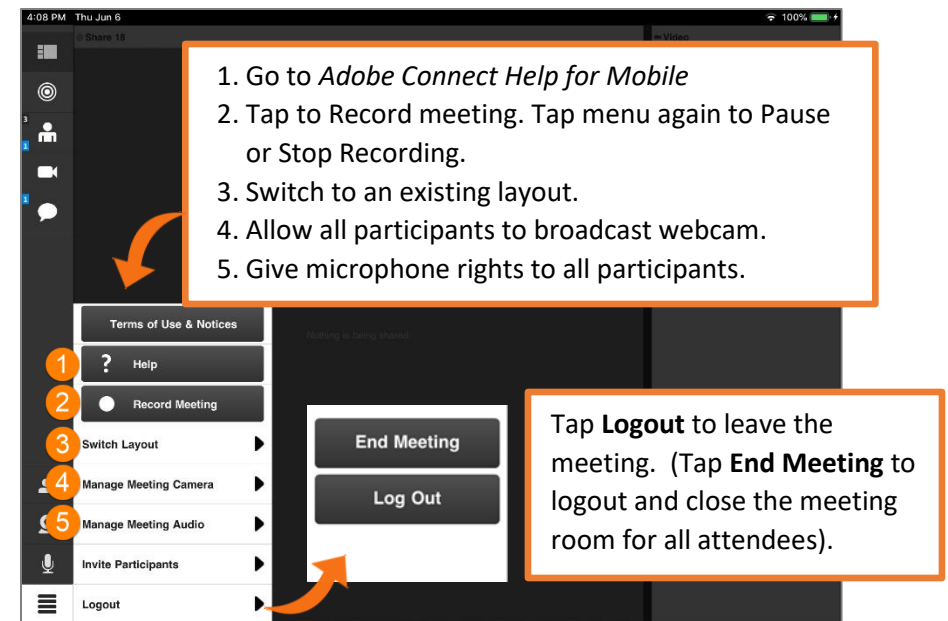 4:08 PM Thu Jun 6
100%
Share 18
Video
1. Go to Adobe Connect Help for Mobile
2. Tap to Record meeting. Tap menu again to Pause
or Stop Recording.
3. Switch to an existing layout.
4. Allow all participants to broadcast webcam.
5. Give microphone rights to all participants.
3
1
1
Terms of Use & Notices
Nothing is being shared.
1 ? Help
2 Record Meeting
3 Switch Layout
4 Manage Meeting Camera
5 Manage Meeting Audio
Invite Participants
Logout
End Meeting
Log Out
Tap Logout to leave the
meeting. (Tap End Meeting to
logout and close the meeting
room for all attendees).